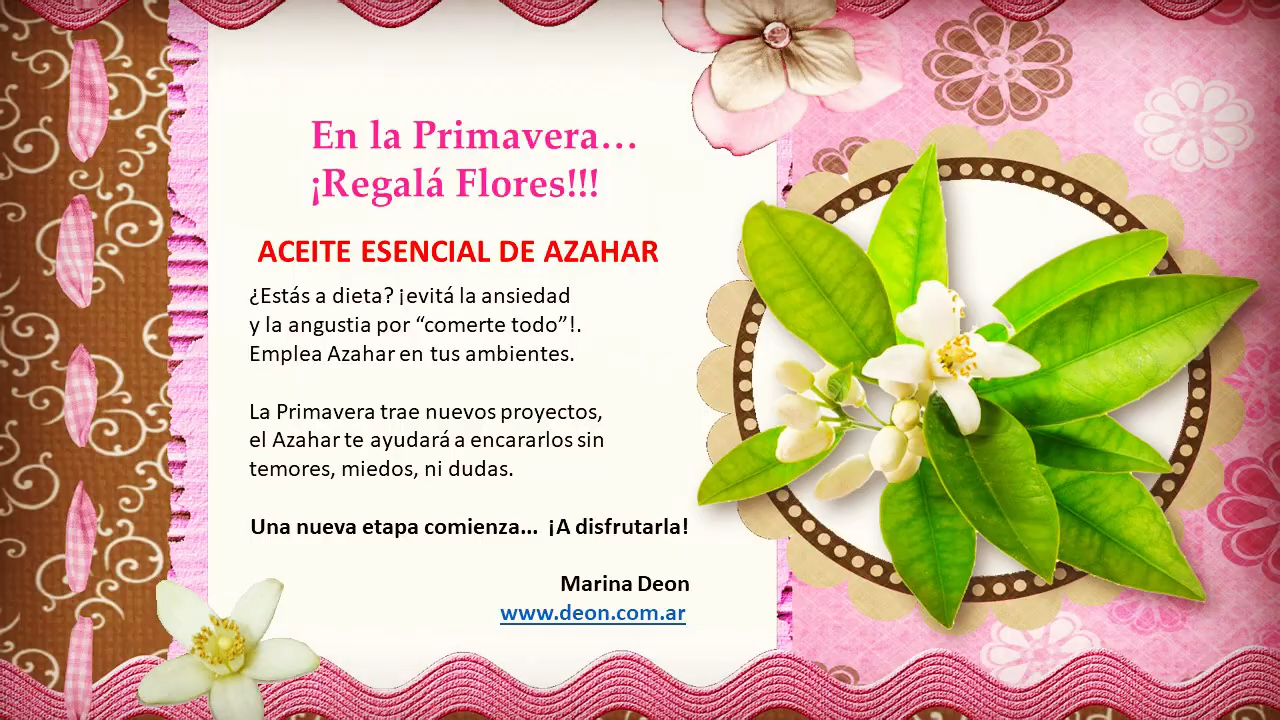 En la Primavera...
¡Regalá Flores!!!
ACEITE ESENCIAL DE AZAHAR
¿Estás a dieta? ¡evitá la ansiedad
y la angustia por “comerte todo”!.
Emplea Azahar en tus ambientes.
La Primavera trae nuevos proyectos,
el Azahar te ayudará a encararlos sin
temores, miedos, ni dudas.
Una nueva etapa comienza... ¡A disfrutarla!
Marina Deon
www.deon.com.ar